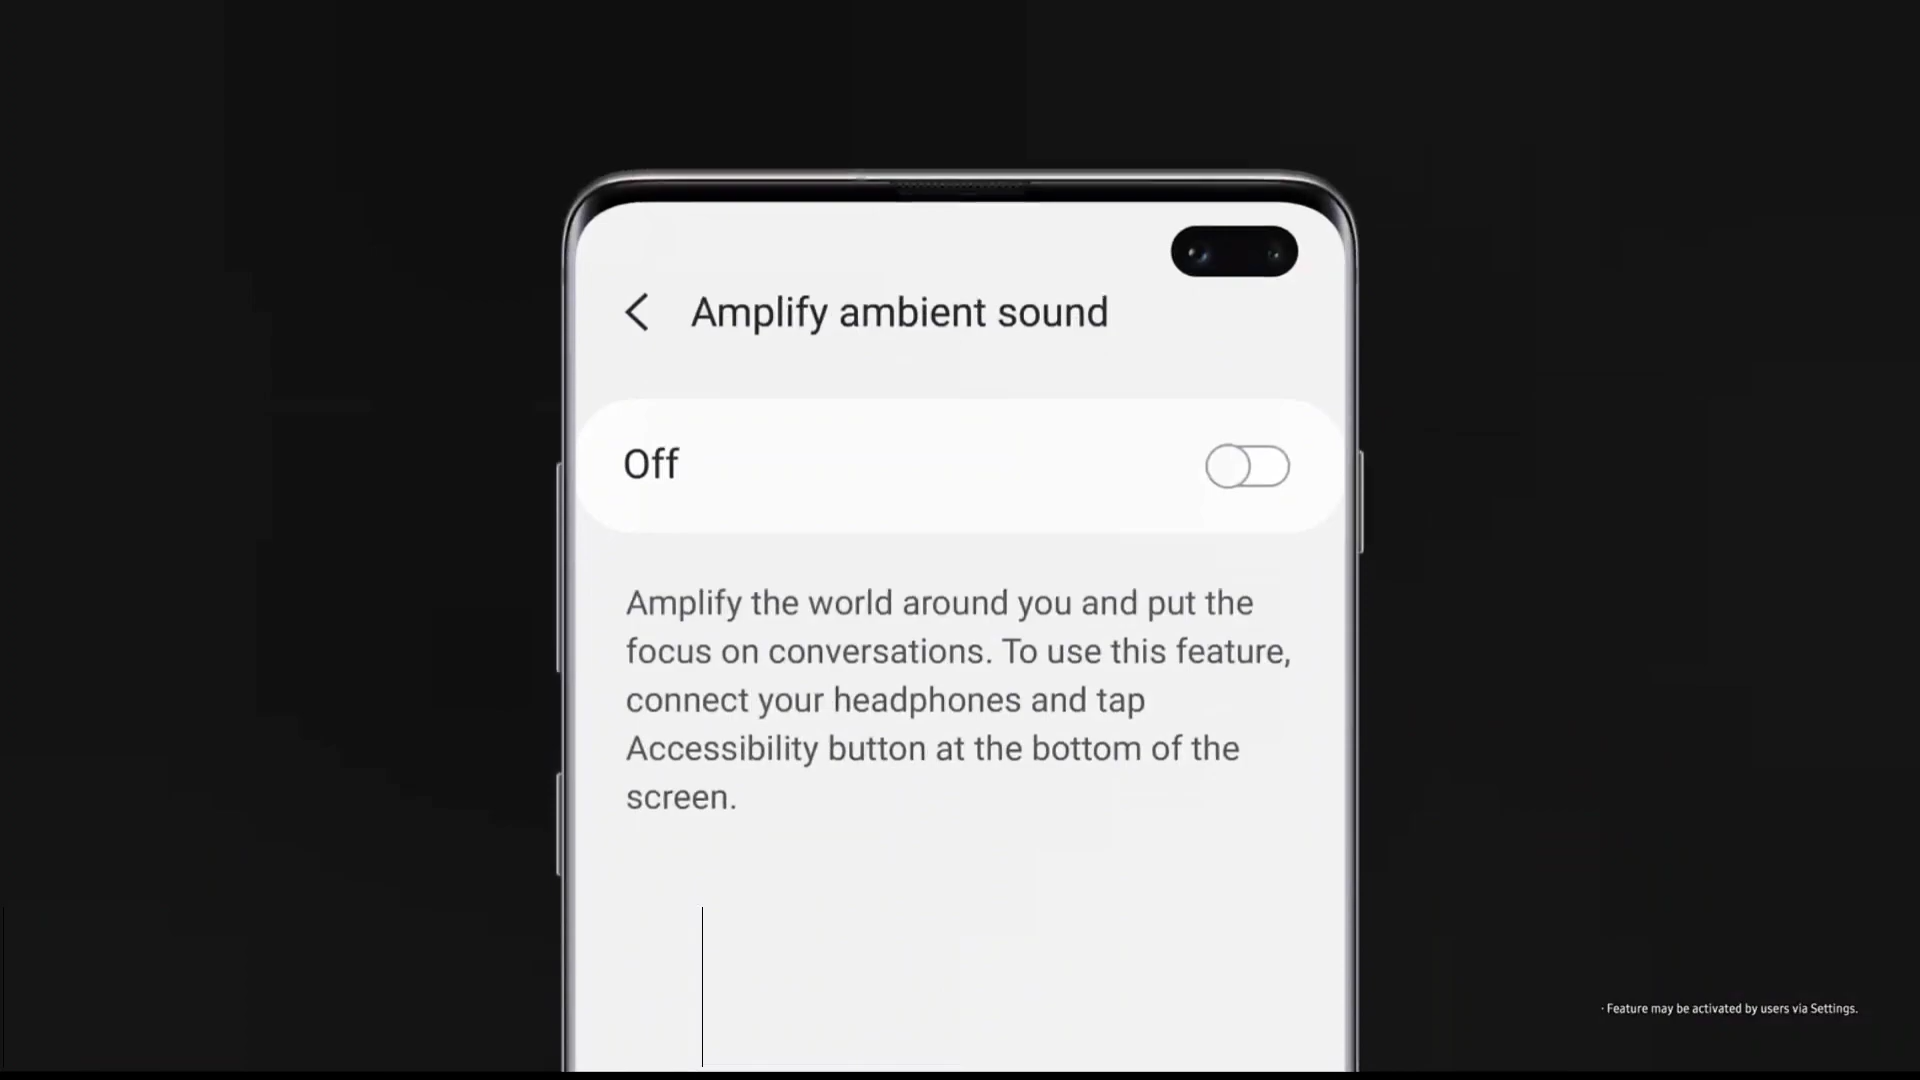 Amplify ambient sound
Off
Amplify the world around you and put the
focus on conversations. To use this feature,
connect your headphones and tap
Accessibility button at the bottom of the
screen.
· Feature may be activated by users via Settings.